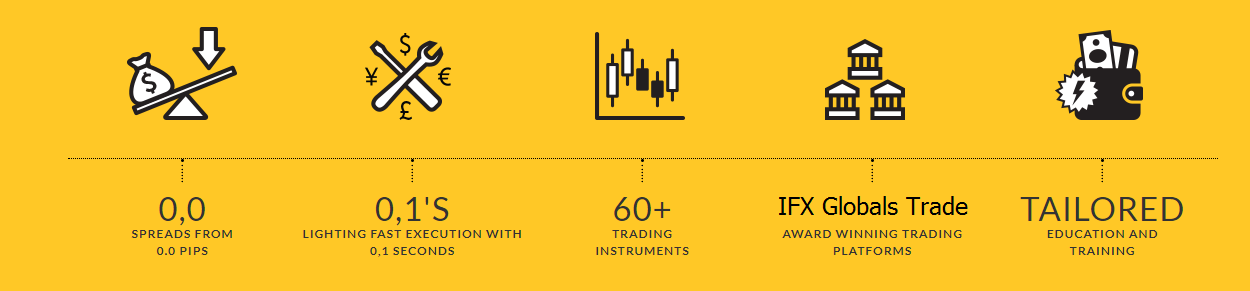 0,0
SPREADS FROM
0.0 PIPS
0,1'S
LIGHTING FAST EXECUTION WITH
0,1 SECONDS
60+
TRADING
INSTRUMENTS
IFX Globals Trade
AWARD WINNING TRADING
PLATFORMS
TAILORED
EDUCATION AND
TRAINING
$
$
¥
€
£